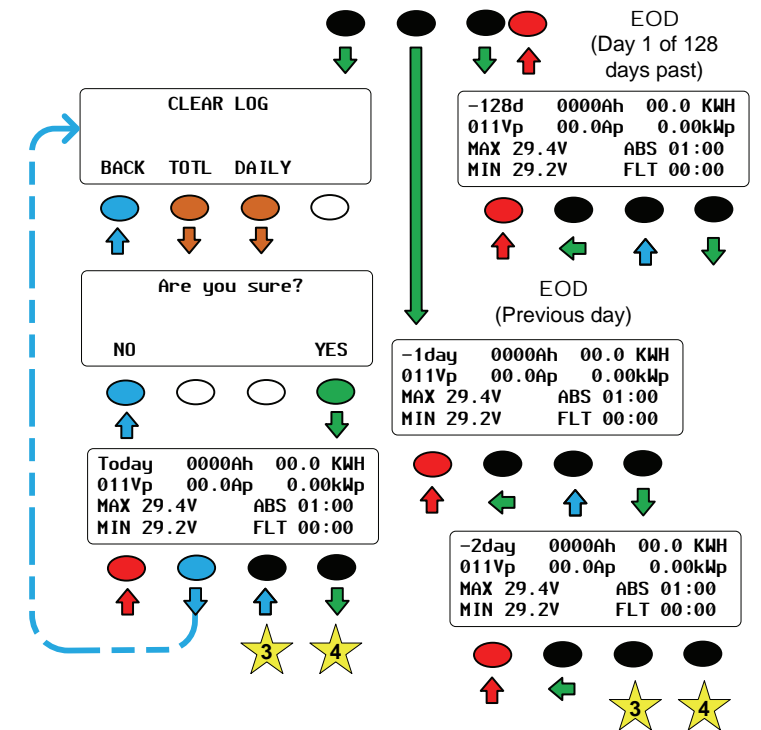 EOD
(Day 1 of 128
days past)
CLEAR LOG
BACK TOTL DAILY
-128d 0000Ah 00.0 KWH
011Vp 00.0Ap 0.00kWp
MAX 29.4V ABS 01:00
MIN 29.2V FLT 00:00
Are you sure?
NO YES
EOD
(Previous day)
-1day 0000Ah 00.0 KWH
011Vp 00.0Ap 0.00kWp
MAX 29.4V ABS 01:00
MIN 29.2V FLT 00:00
Today 0000Ah 00.0 KWH
011Vp 00.0Ap 0.00kWp
MAX 29.4V ABS 01:00
MIN 29.2V FLT 00:00
3 4
-2day 0000Ah 00.0 KWH
011Vp 00.0Ap 0.00kWp
MAX 29.4V ABS 01:00
MIN 29.2V FLT 00:00
3 4